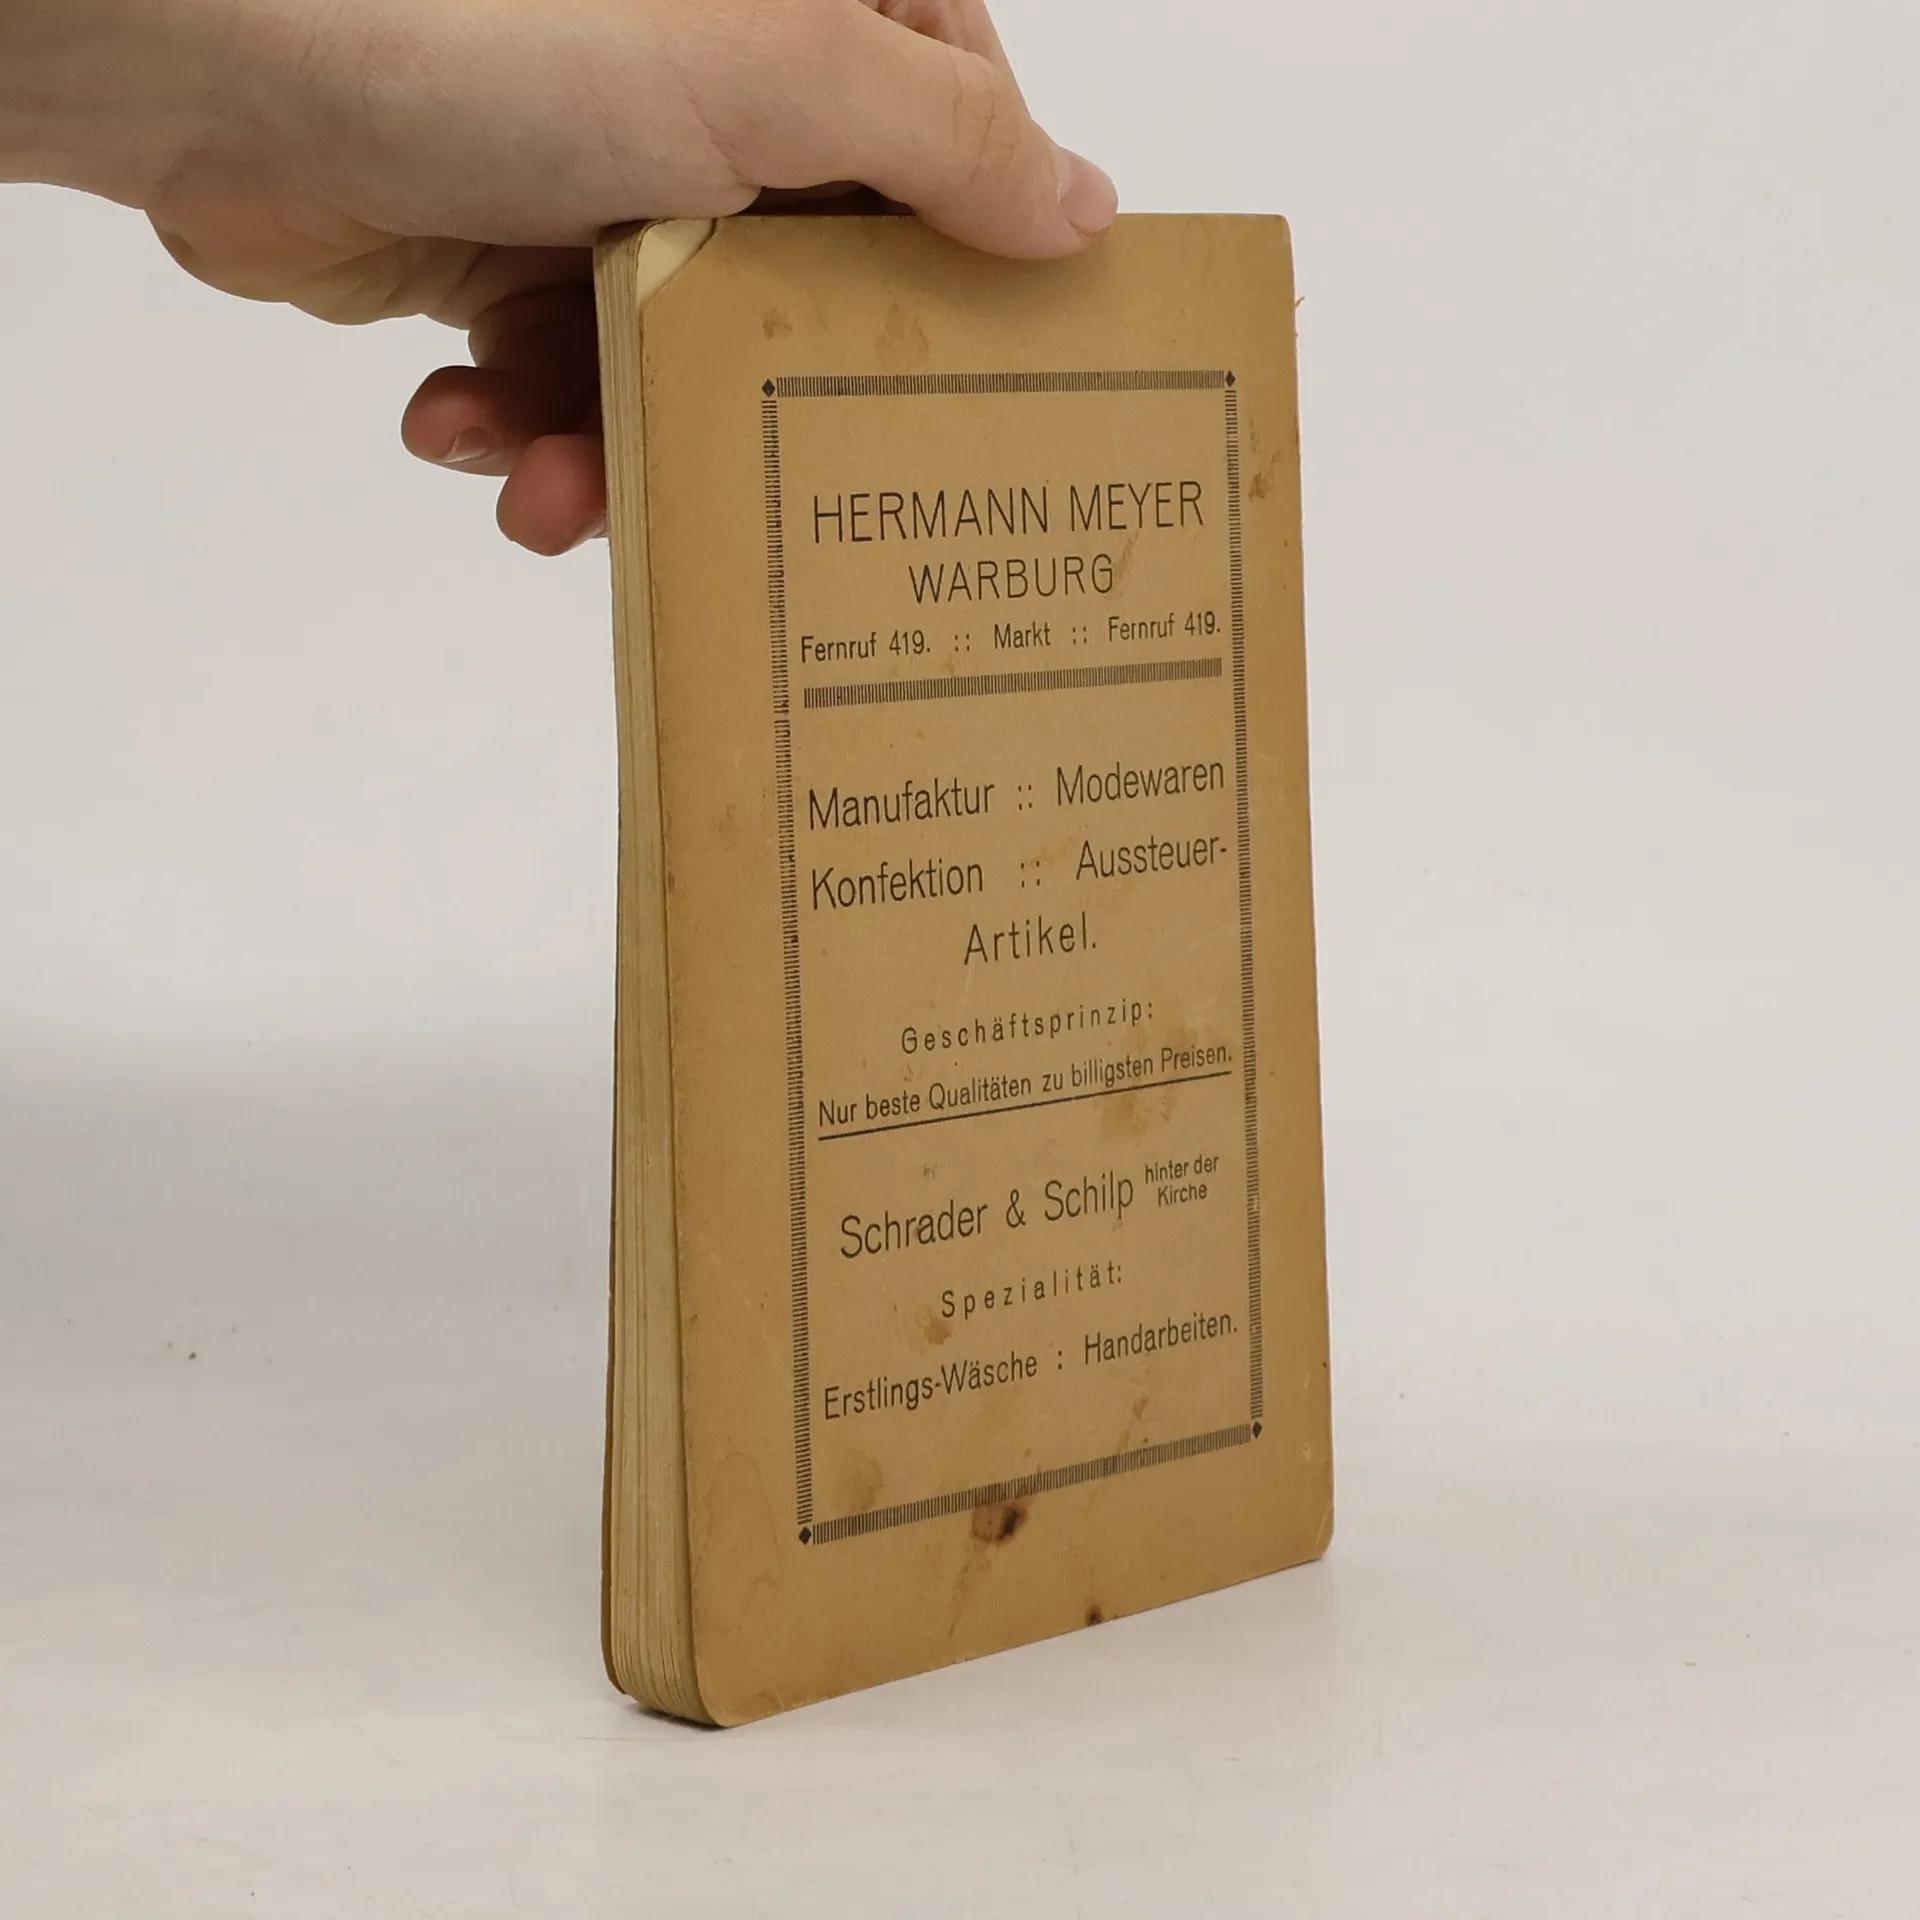 HERMANN MEYER
WARBURG
Fernruf 419. :: Markt :: Fernruf 419.
Manufaktur :: Modewaren
Konfektion :: Aussteuer-
Artikel.
Geschäftsprinzip:
Nur beste Qualitäten zu billigsten Preisen.
Schrader & Schilp hinter der
Kirche
Spezialität:
Erstlings-Wäsche : Handarbeiten.